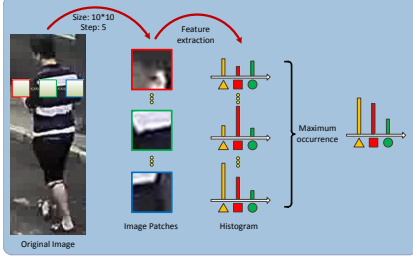 Size: 10*10
Step: 5
Feature
extraction
Maximum
occurrence
Original Image
Image Patches
Histogram